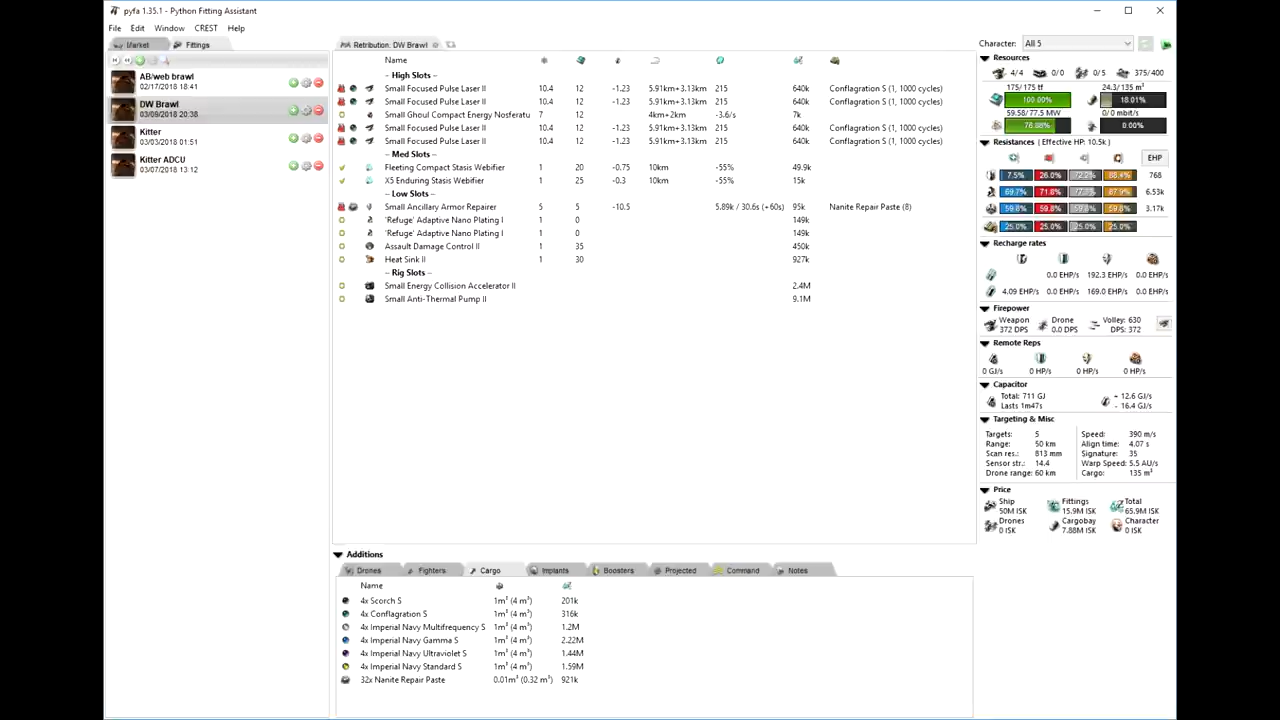 pyfa 1.35.1 - Python Fitting Assistant
File Edit Window CREST Help
Market Fittings
Retribution: DW Brawl
Character: All 5
AB/web brawl
02/17/2018 18:41
DW Brawl
03/09/2018 20:38
Kitter
03/03/2018 01:51
Kitter ADCU
03/07/2018 13:12
Name
-- High Slots --
Small Focused Pulse Laser II 10.4 12 -1.23 5.91km+3.13km 215 640k Conflagration S (1, 1000 cycles)
Small Focused Pulse Laser II 10.4 12 -1.23 5.91km+3.13km 215 640k Conflagration S (1, 1000 cycles)
Small Ghoul Compact Energy Nosferatu 7 12 4km+2km -3.6/s 7k
Small Focused Pulse Laser II 10.4 12 -1.23 5.91km+3.13km 215 640k Conflagration S (1, 1000 cycles)
Small Focused Pulse Laser II 10.4 12 -1.23 5.91km+3.13km 215 640k Conflagration S (1, 1000 cycles)
-- Med Slots --
Fleeting Compact Stasis Webifier 1 20 -0.75 10km -55% 49.9k
X5 Enduring Stasis Webifier 1 25 -0.3 10km -55% 15k
-- Low Slots --
Small Ancillary Armor Repairer 5 5 -10.5 5.89k / 30.6s (+60s) 95k Nanite Repair Paste (8)
'Refuge' Adaptive Nano Plating I 1 0 149k
'Refuge' Adaptive Nano Plating I 1 0 149k
Assault Damage Control II 1 35 450k
Heat Sink II 1 30 927k
-- Rig Slots --
Small Energy Collision Accelerator II 2.4M
Small Anti-Thermal Pump II 9.1M
Resources
4/4 0/0 0/5 375/400
175/175 tf 24.3/135 m³
100.00% 18.01%
59.58/77.5 MW 0/0 mbit/s
76.88% 0.00%
Resistances ( Effective HP: 10.5k )
EHP
7.5% 26.0% 88.4% 768
69.7% 71.8% 87.9% 6.53k
59.8% 59.8% 59.8% 59.8% 3.17k
25.0% 25.0% 25.0% 25.0%
Recharge rates
0.0 EHP/s 192.3 EHP/s 0.0 EHP/s
4.09 EHP/s 0.0 EHP/s 169.0 EHP/s 0.0 EHP/s
Firepower
Weapon 372 DPS Drone 0.0 DPS Volley: 630 DPS: 372
Remote Reps
0 GJ/s 0 HP/s 0 HP/s 0 HP/s
Capacitor
Total: 711 GJ + 12.6 GJ/s
Lasts 1m47s - 16.4 GJ/s
Targeting & Misc
Targets: 5 Speed: 390 m/s
Range: 50 km Align time: 4.07 s
Scan res.: 813 mm Signature: 35
Sensor str.: 14.4 Warp Speed: 5.5 AU/s
Drone range: 60 km Cargo: 135 m³
Price
Ship 50M ISK Fittings 15.9M ISK Total 65.9M ISK
Drones 0 ISK Cargobay 7.88M ISK Character 0 ISK
Additions
Drones Fighters Cargo Implants Boosters Projected Command Notes
Name
4x Scorch S 1m³ (4 m³) 201k
4x Conflagration S 1m³ (4 m³) 316k
4x Imperial Navy Multifrequency S 1m³ (4 m³) 1.2M
4x Imperial Navy Gamma S 1m³ (4 m³) 2.22M
4x Imperial Navy Ultraviolet S 1m³ (4 m³) 1.44M
4x Imperial Navy Standard S 1m³ (4 m³) 1.59M
32x Nanite Repair Paste 0.01m³ (0.32 m³) 921k